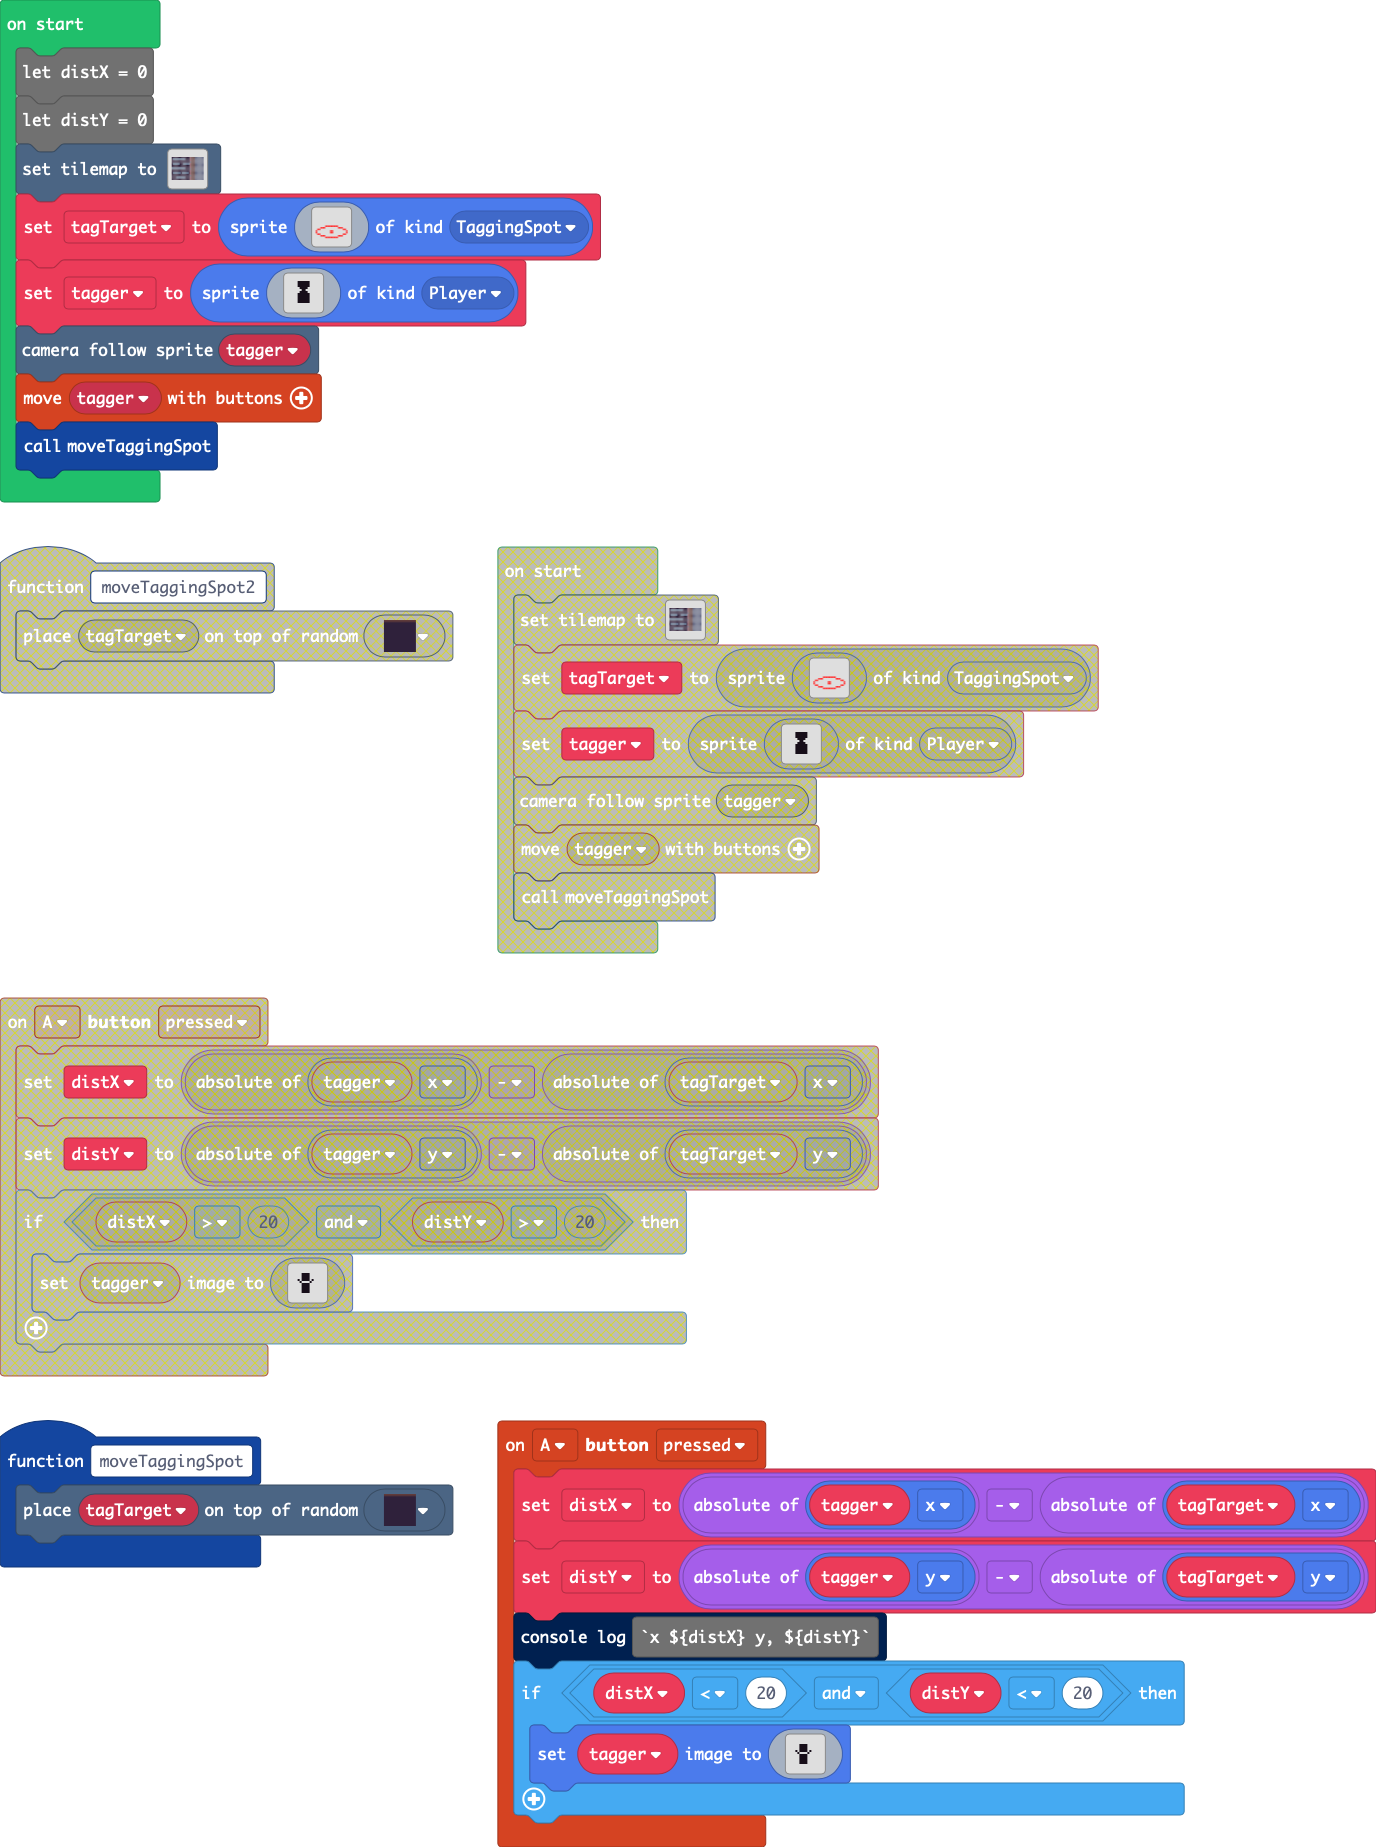 on start
let distX = 0
let distY = 0
set tilemap to
set tagTarget to sprite of kind TaggingSpot
set tagger to sprite of kind Player
camera follow sprite tagger
move tagger with buttons
call moveTaggingSpot
function moveTaggingSpot2
place tagTarget on top of random
on start
set tilemap to
set tagTarget to sprite of kind TaggingSpot
set tagger to sprite of kind Player
camera follow sprite tagger
move tagger with buttons
call moveTaggingSpot
on A button pressed
set distX to absolute of tagger x - absolute of tagTarget x
set distY to absolute of tagger y - absolute of tagTarget y
if distX > 20 and distY > 20 then
set tagger image to
function moveTaggingSpot
place tagTarget on top of random
on A button pressed
set distX to absolute of tagger x - absolute of tagTarget x
set distY to absolute of tagger y - absolute of tagTarget y
console log `x ${distX} y, ${distY}`
if distX < 20 and distY < 20 then
set tagger image to